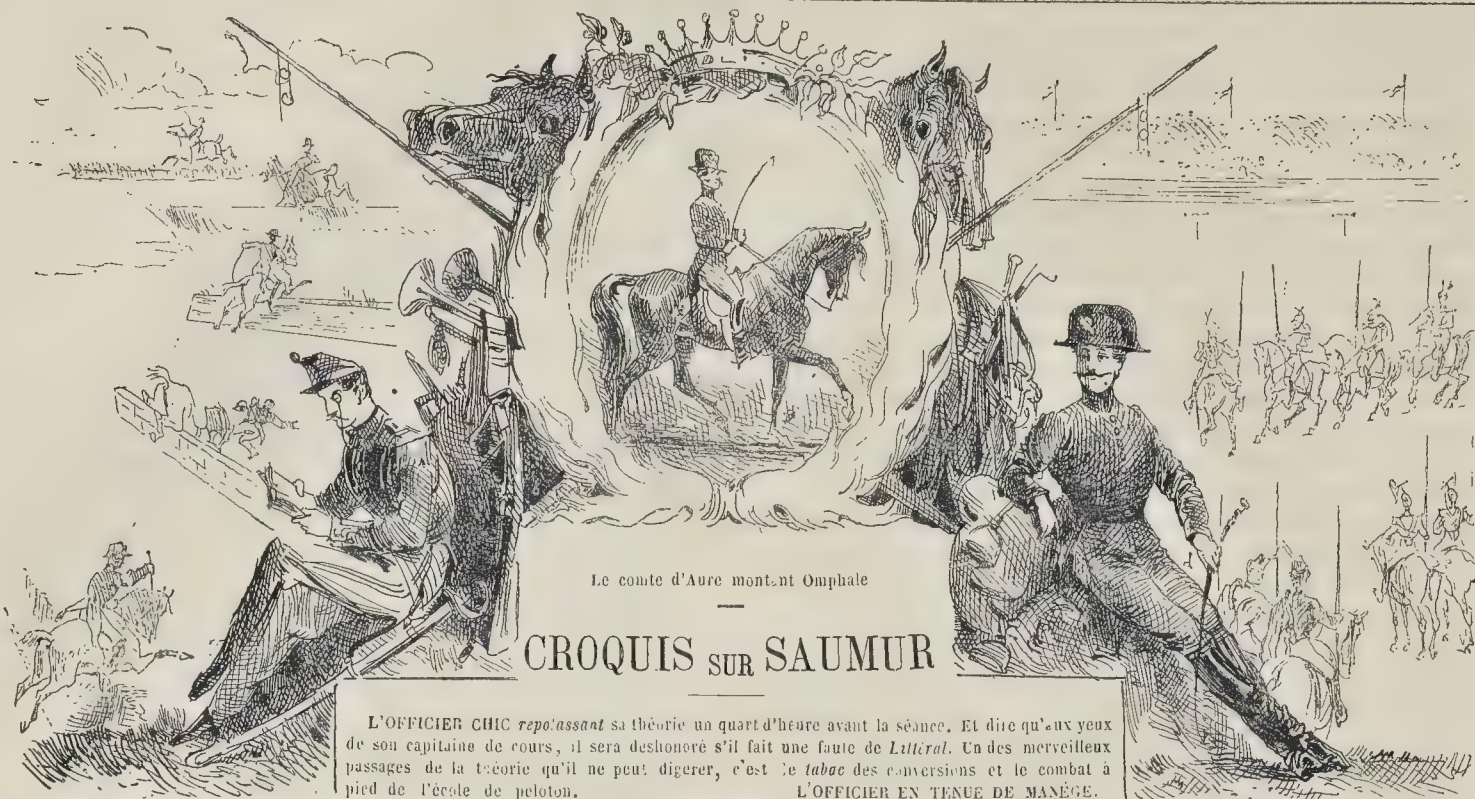 Le comte d'Aure montant Omphale
CROQUIS SUR SAUMUR
L'OFFICIER CHIC repotassant sa théorie un quart d'heure avant la séance. Et dire qu'aux yeux
de son capitaine de cours, il sera deshonoré s'il fait une faute de Littéral. Un des merveilleux
passages de la théorie qu'il ne peut digérer, c'est le tabac des conversions et le combat à
pied de l'école de peloton.
L'OFFICIER EN TENUE DE MANÈGE.